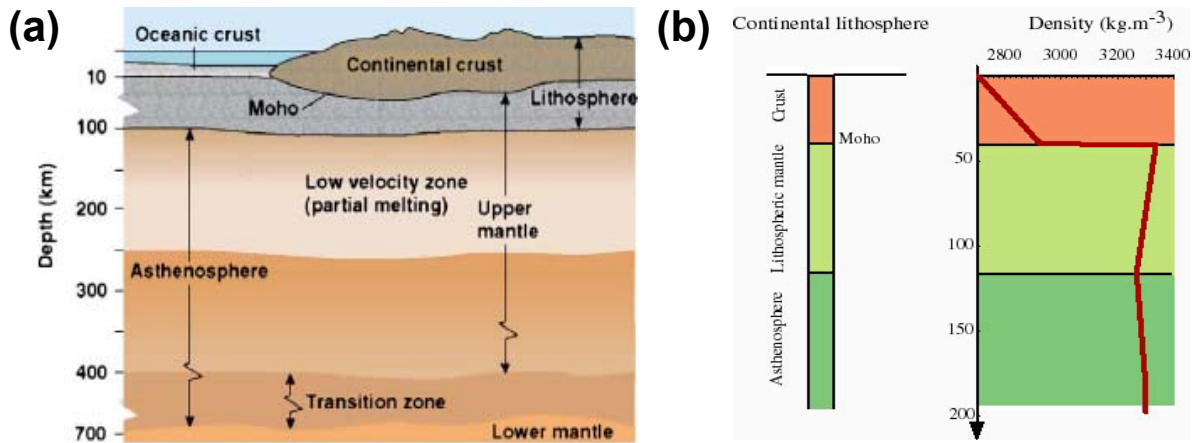 (a)
Oceanic crust
Continental crust
Moho
Lithosphere
10
100
200
300
400
700
Depth (km)
Low velocity zone
(partial melting)
Upper
mantle
Asthenosphere
Transition zone
Lower mantle
(b)
Continental lithosphere
Crust
Moho
Lithospheric mantle
Asthenosphere
Density (kg.m-3)
2800 3000 3200 3400
50
100
150
200